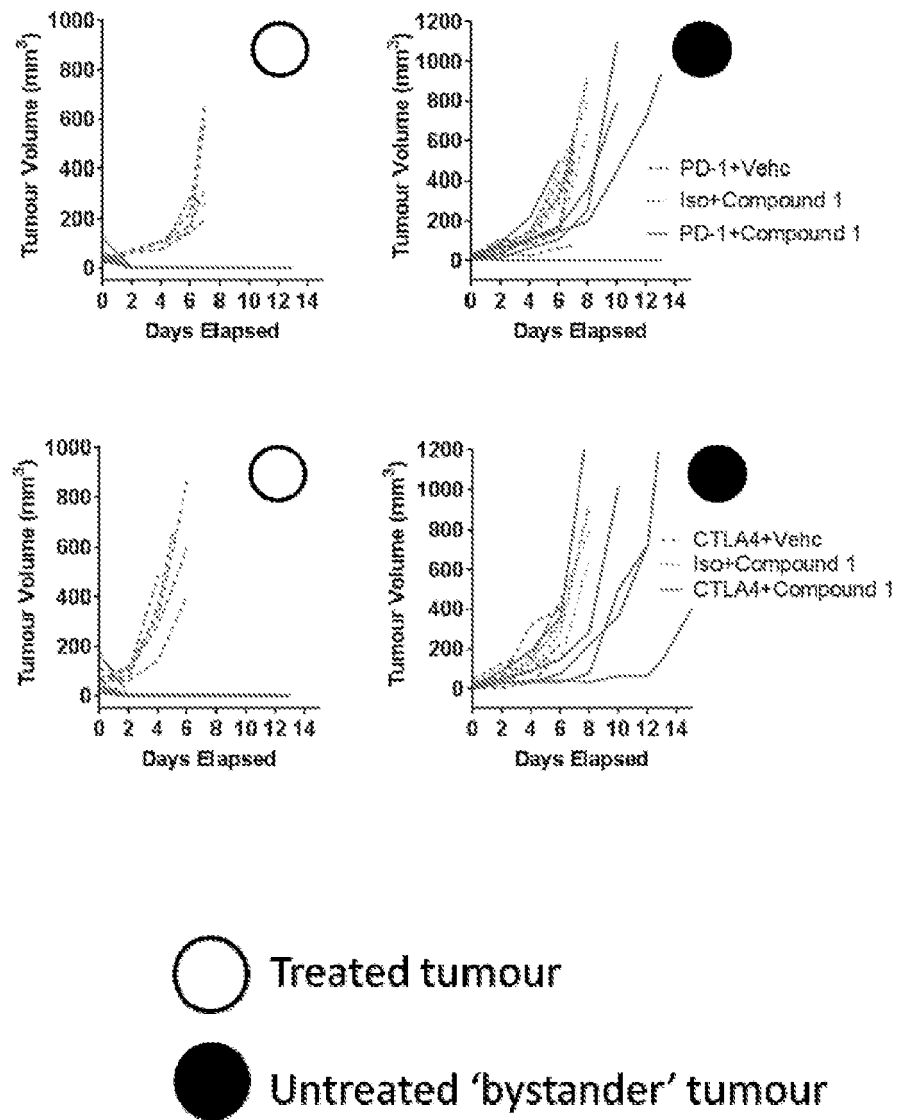 1000
800
600
400
200
0
Tumour Volume (mm³)
0 2 4 6 8 10 12 14
Days Elapsed
1200
1000
800
600
400
200
0
Tumour Volume (mm³)
0 2 4 6 8 10 12 14
Days Elapsed
PD-1+Vehc
Iso+Compound 1
PD-1+Compound 1
1000
800
600
400
200
0
Tumour Volume (mm³)
0 2 4 6 8 10 12 14
Days Elapsed
1200
1000
800
600
400
200
0
Tumour Volume (mm³)
0 2 4 6 8 10 12 14
Days Elapsed
CTLA4+Vehc
Iso+Compound 1
CTLA4+Compound 1
Treated tumour
Untreated ‘bystander’ tumour